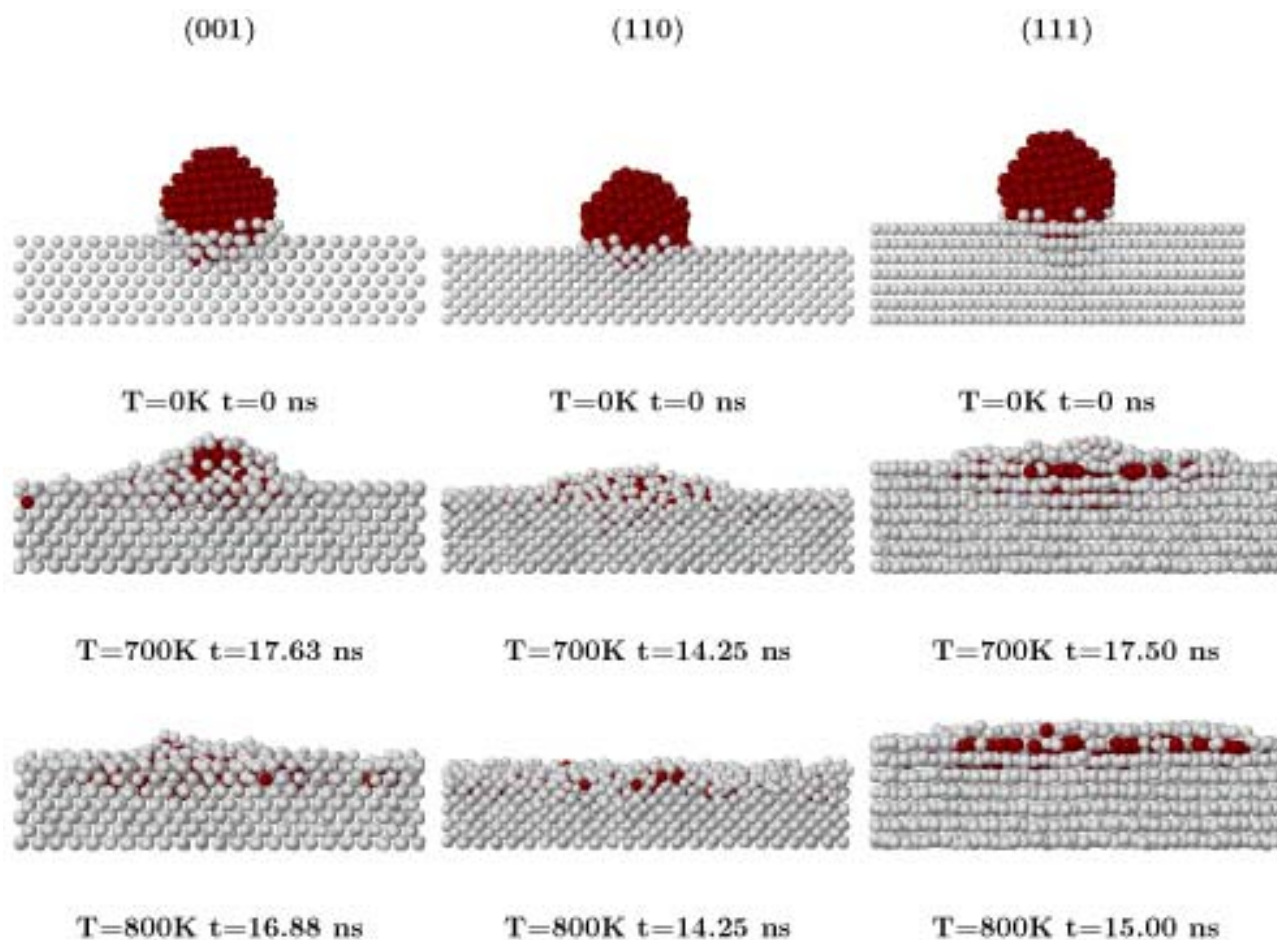 (001) (110) (111)
T=0K t=0 ns T=0K t=0 ns T=0K t=0 ns
T=700K t=17.63 ns T=700K t=14.25 ns T=700K t=17.50 ns
T=800K t=16.88 ns T=800K t=14.25 ns T=800K t=15.00 ns